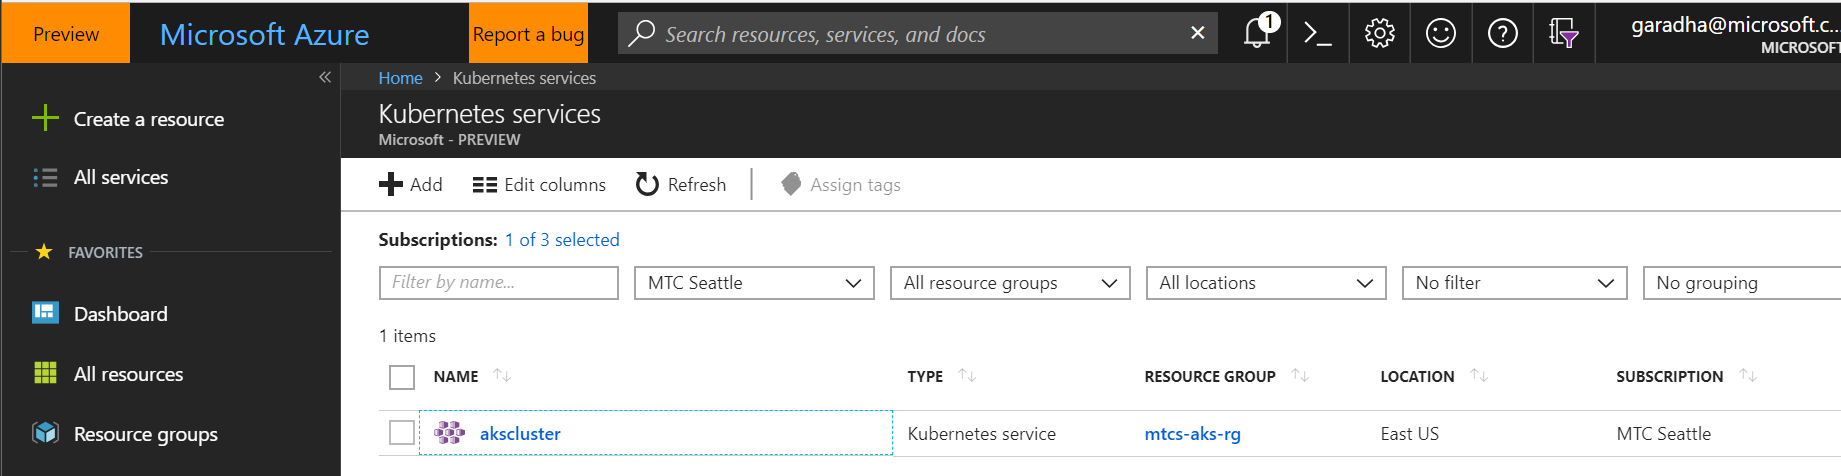 Preview
Microsoft Azure
Report a bug
Search resources, services, and docs
1
garadha@microsoft.c...
MICROSOFT
Create a resource
All services
FAVORITES
Dashboard
All resources
Resource groups
Home > Kubernetes services
Kubernetes services
Microsoft - PREVIEW
Add Edit columns Refresh Assign tags
Subscriptions: 1 of 3 selected
Filter by name... MTC Seattle All resource groups All locations No filter No grouping
1 items
NAME TYPE RESOURCE GROUP LOCATION SUBSCRIPTION
akscluster Kubernetes service mtcs-aks-rg East US MTC Seattle